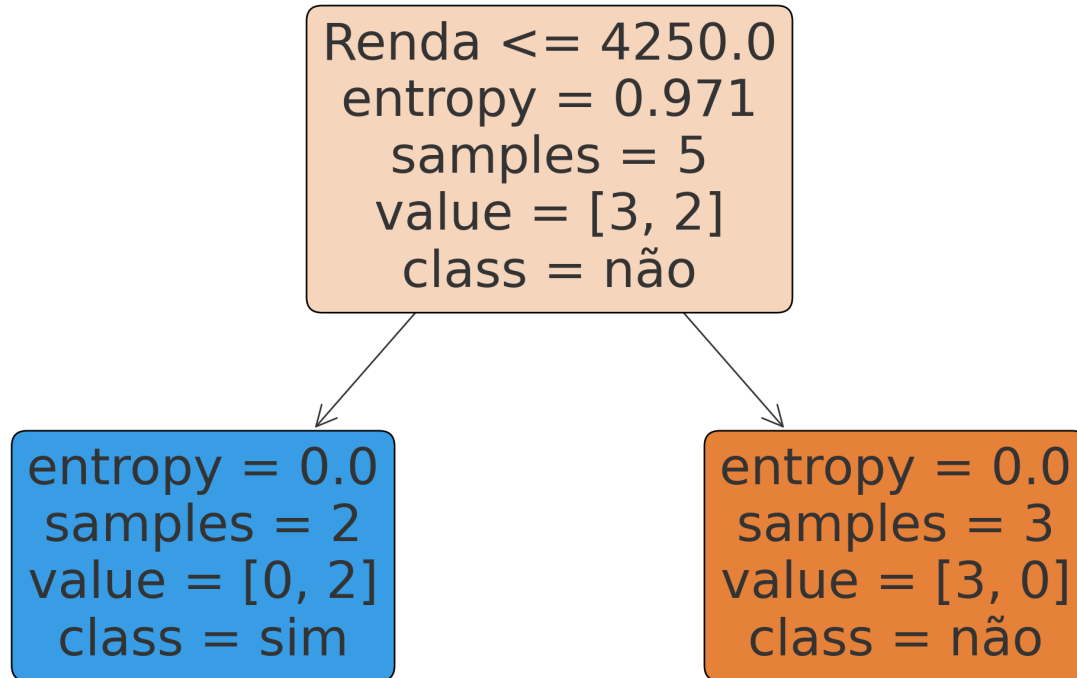 Renda <= 4250.0
entropy = 0.971
samples = 5
value = [3, 2]
class = não
entropy = 0.0
samples = 2
value = [0, 2]
class = sim
entropy = 0.0
samples = 3
value = [3, 0]
class = não